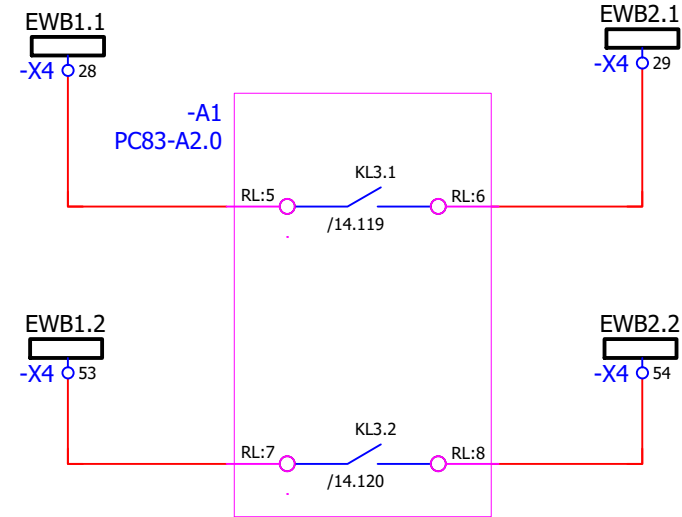 EWB1.1
EWB2.1
-X4 28
-X4 29
-A1
PC83-A2.0
KL3.1
RL:5
RL:6
/14.119
EWB1.2
EWB2.2
-X4 53
-X4 54
KL3.2
RL:7
RL:8
/14.120